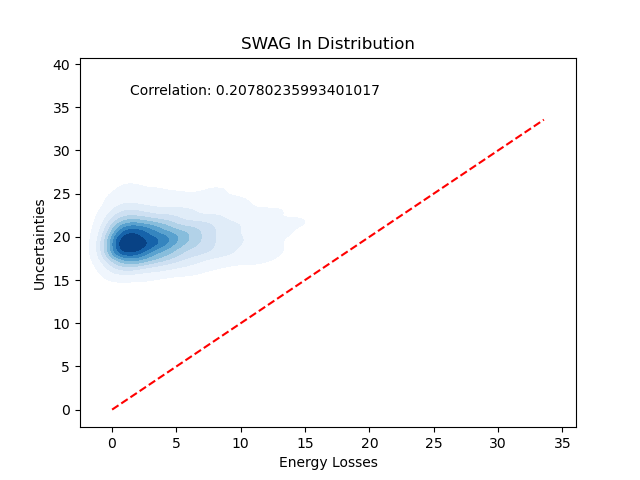 SWAG In Distribution
Correlation: 0.20780235993401017
Uncertainties
40
35
30
25
20
15
10
5
0
0 5 10 15 20 25 30 35
Energy Losses